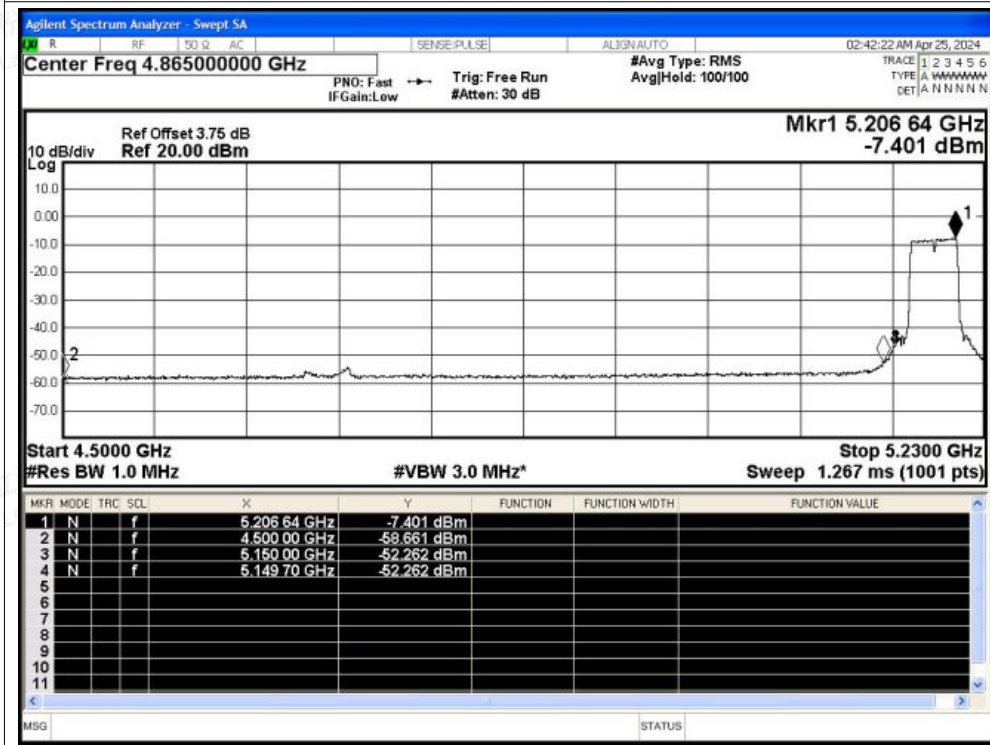 Agilent Spectrum Analyzer - Swept SA
LXI R RF 50 Ω AC SENSE:PULSE ALIGN AUTO 02:42:22 AM Apr 25, 2024
Center Freq 4.865000000 GHz
PNO: Fast Trig: Free Run #Avg Type: RMS TRACE 1 2 3 4 5 6
IFGain:Low #Atten: 30 dB Avg|Hold: 100/100 TYPE A WWWWW
DET A N N N N N
Mkr1 5.206 64 GHz
-7.401 dBm
Ref Offset 3.75 dB
10 dB/div Ref 20.00 dBm
Log
10.0
0.00
1
-10.0
-20.0
-30.0
-40.0
3
-50.0
2
-60.0
-70.0
Start 4.5000 GHz Stop 5.2300 GHz
#Res BW 1.0 MHz #VBW 3.0 MHz* Sweep 1.267 ms (1001 pts)
MKR MODE TRC SCL X Y FUNCTION FUNCTION WIDTH FUNCTION VALUE
1 N f 5.206 64 GHz -7.401 dBm
2 N f 4.500 00 GHz -58.661 dBm
3 N f 5.150 00 GHz -52.262 dBm
4 N f 5.149 70 GHz -52.262 dBm
5
6
7
8
9
10
11
MSG STATUS